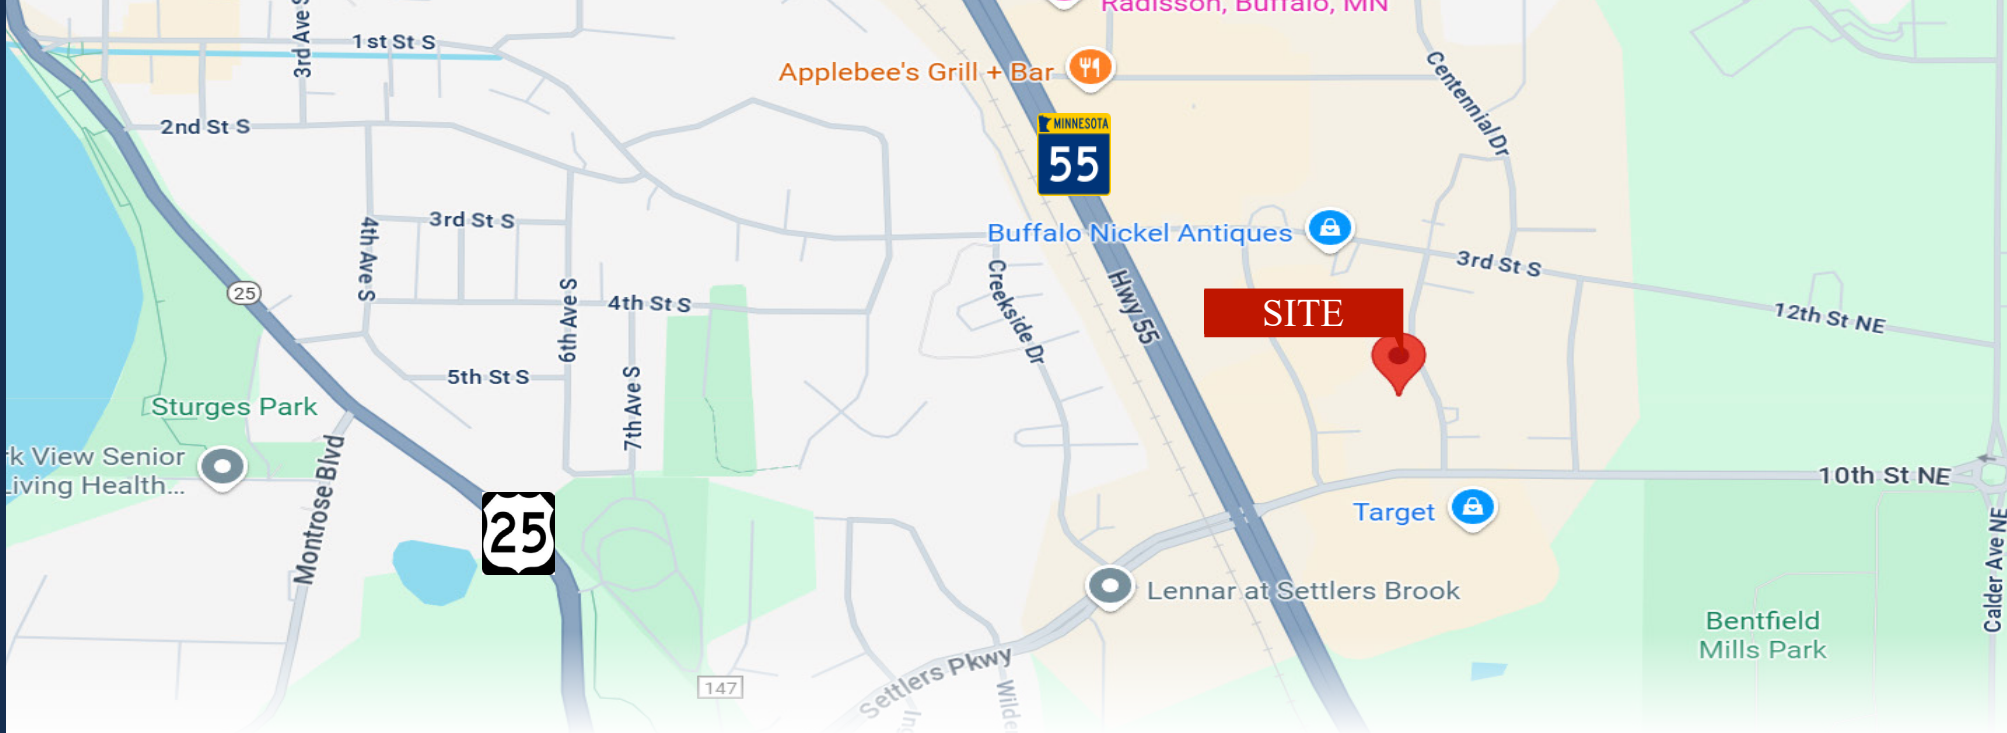 Radisson, Buffalo, MN
3rd Ave S
1st St S
Applebee's Grill + Bar
Centennial Dr
2nd St S
MINNESOTA
55
3rd St S
4th Ave S
Buffalo Nickel Antiques
3rd St S
Creekside Dr
Hwy 55
25
6th Ave S
4th St S
SITE
12th St NE
5th St S
7th Ave S
Sturges Park
Montrose Blvd
rk View Senior
Living Health...
10th St NE
Target
25
Calder Ave NE
Lennar at Settlers Brook
Bentfield
Mills Park
Settlers Pkwy
147
Wilde